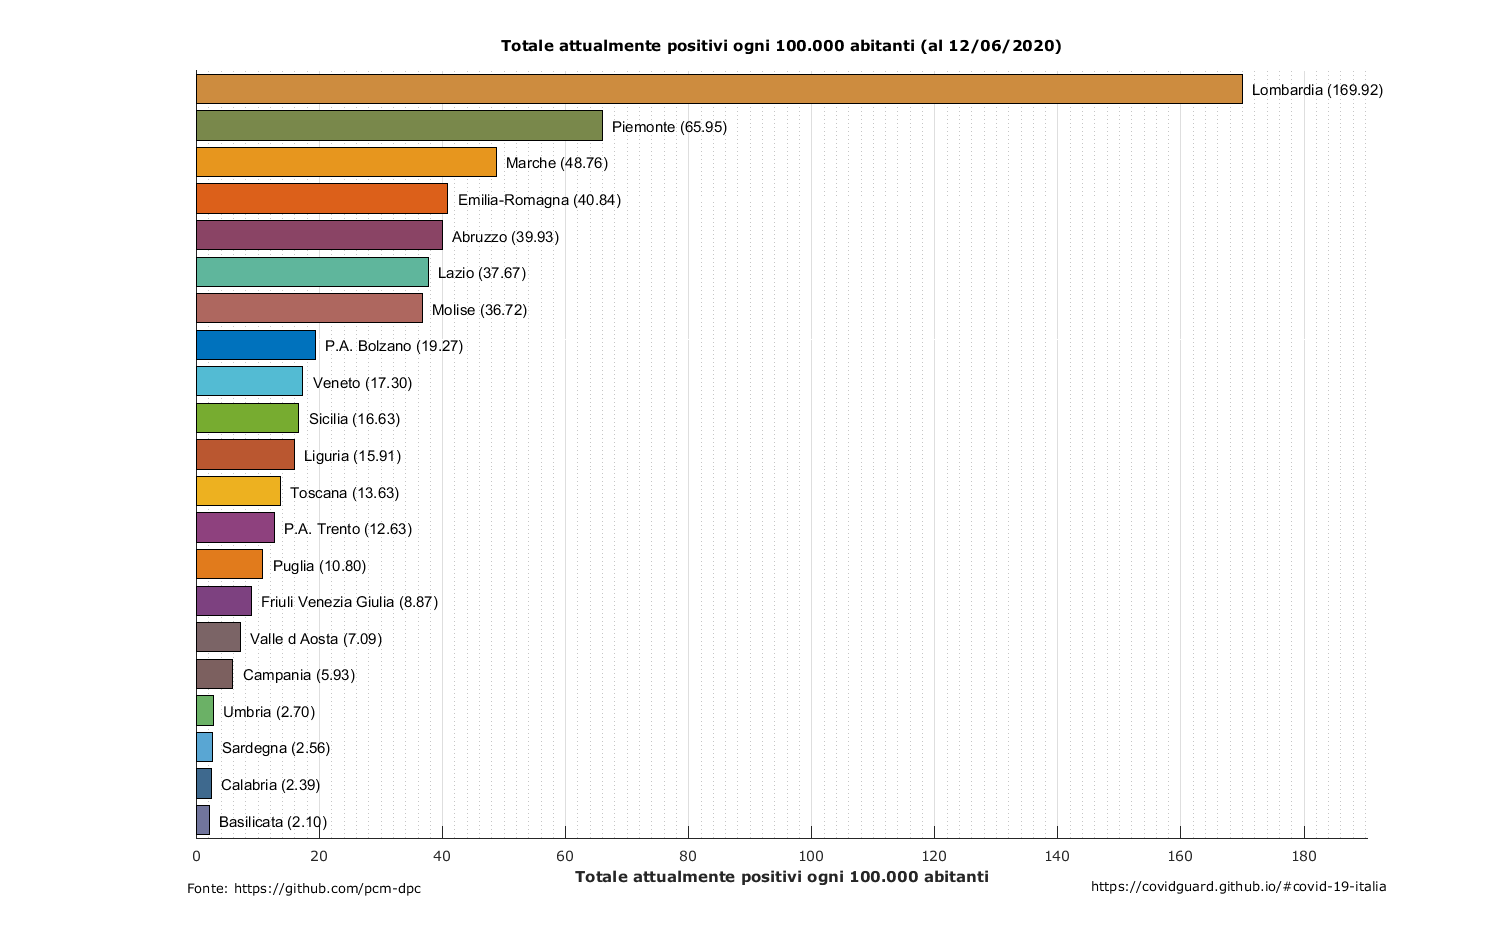 Totale attualmente positivi ogni 100.000 abitanti (al 12/06/2020)
Lombardia (169.92)
Piemonte (65.95)
Marche (48.76)
Emilia-Romagna (40.84)
Abruzzo (39.93)
Lazio (37.67)
Molise (36.72)
P.A. Bolzano (19.27)
Veneto (17.30)
Sicilia (16.63)
Liguria (15.91)
Toscana (13.63)
P.A. Trento (12.63)
Puglia (10.80)
Friuli Venezia Giulia (8.87)
Valle d Aosta (7.09)
Campania (5.93)
Umbria (2.70)
Sardegna (2.56)
Calabria (2.39)
Basilicata (2.10)
0 20 40 60 80 100 120 140 160 180
Totale attualmente positivi ogni 100.000 abitanti
Fonte: https://github.com/pcm-dpc
https://covidguard.github.io/#covid-19-italia